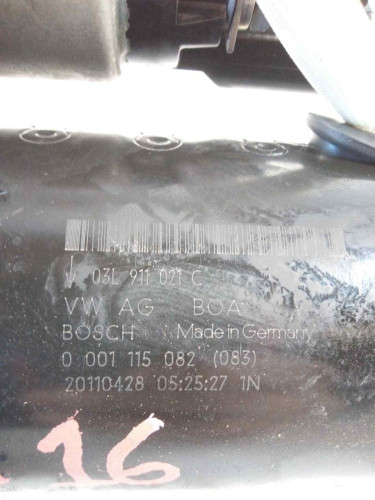 03L 911 021 C
VW AG BOA
BOSCH Made in Germany
0 001 115 082 (083)
20110428 05:25:27 1N
16